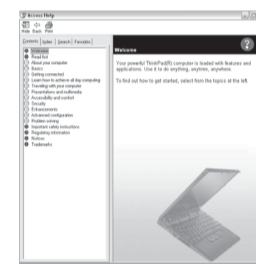 Access Help
Hide Back Print
Contents Index Search Favorites
Welcome
Read first
About your computer
Basics
Getting connected
Learn how to achieve all day computing
Traveling with your computer
Presentations and multimedia
Accessibility and comfort
Security
Enhancements
Advanced configuration
Problem solving
Important safety instructions
Regulatory information
Notices
Trademarks
?
Welcome
Your powerful ThinkPad(R) computer is loaded with features and
applications. Use it to do anything, anytime, anywhere.
To find out how to get started, select from the topics at the left.